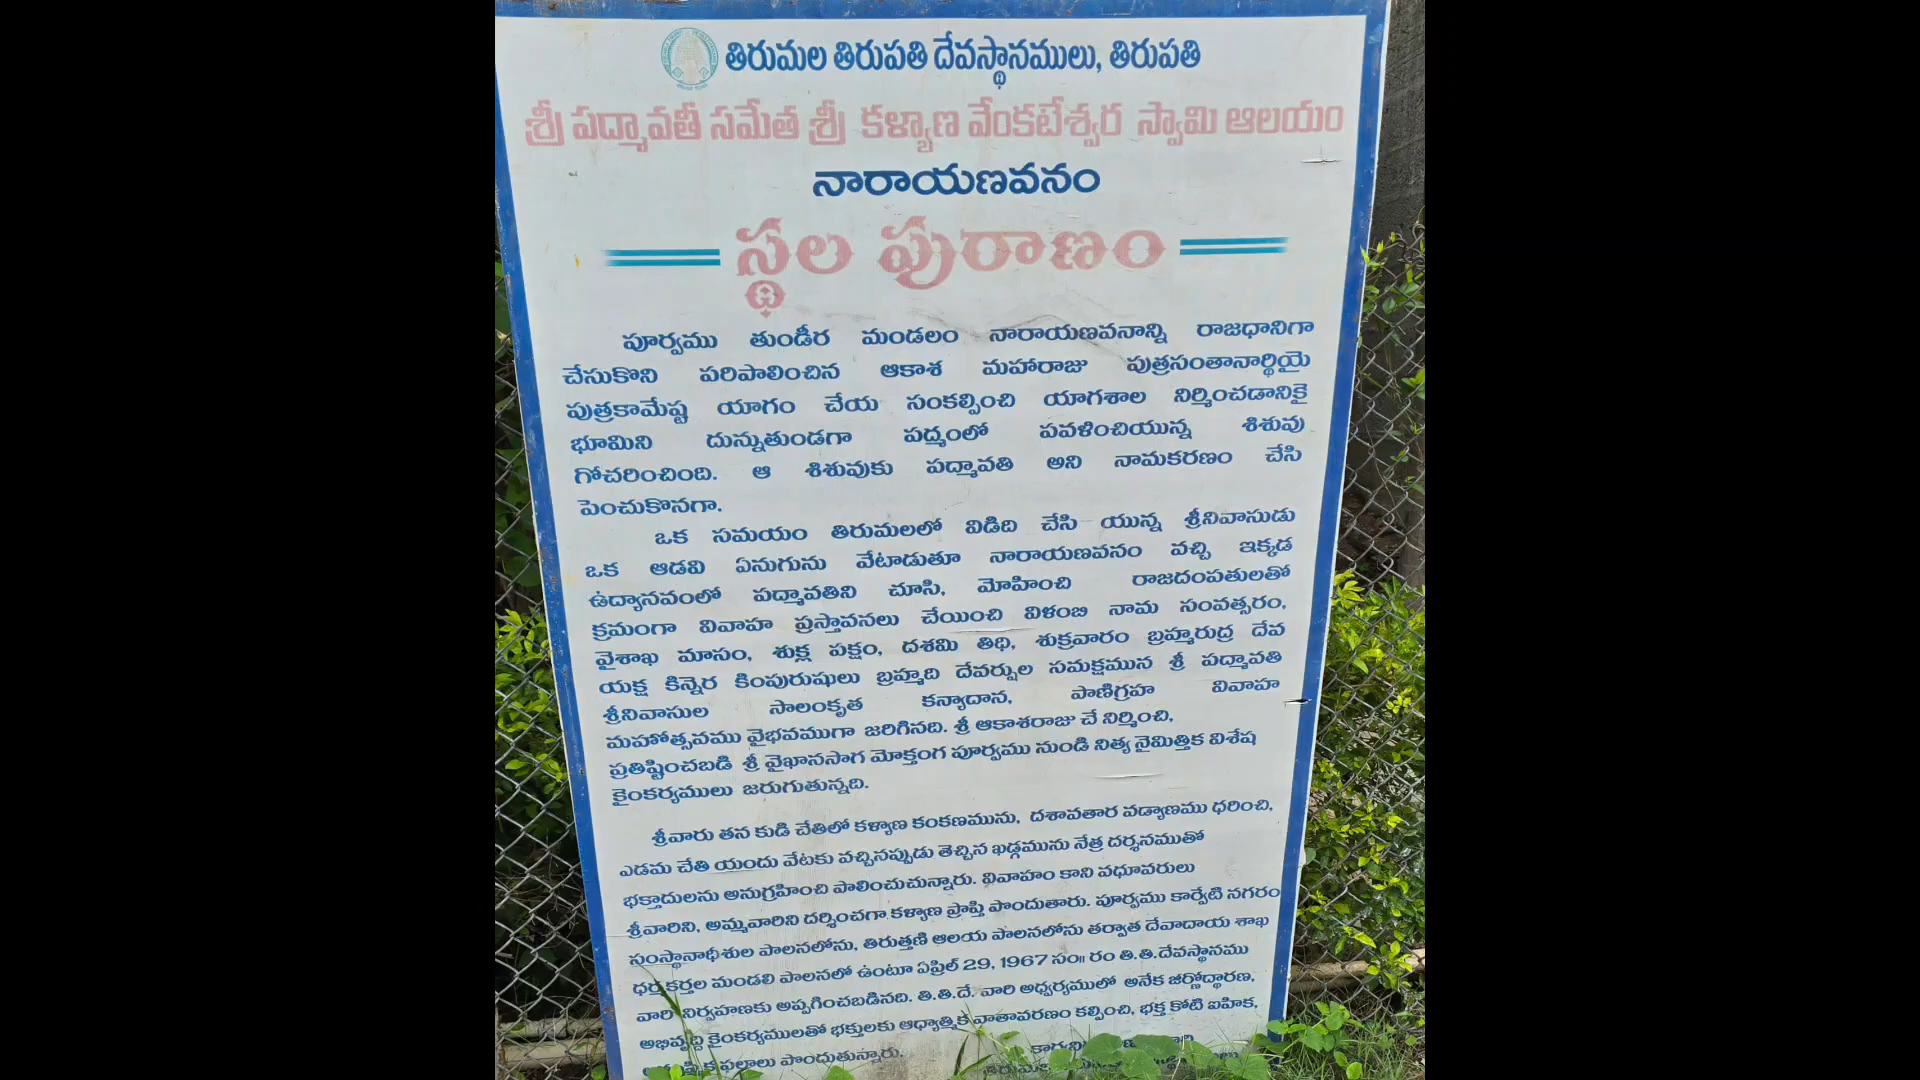 తిరుమల తిరుపతి దేవస్థానములు, తిరుపతి
శ్రీ పద్మావతీ సమేత శ్రీ కళ్యాణ వేంకటేశ్వర స్వామి ఆలయం
నారాయణవనం
స్థల పురాణం
పూర్వము తుండీర మండలం నారాయణవనాన్ని రాజధానిగా
చేసుకొని పరిపాలించిన ఆకాశ మహారాజు పుత్రసంతానార్థియై
పుత్రకామేష్ట యాగం చేయ సంకల్పించి యాగశాల నిర్మించడానికై
భూమిని దున్నుతుండగా పద్మంలో పవళించియున్న శిశువు
గోచరించింది. ఆ శిశువుకు పద్మావతి అని నామకరణం చేసి
పెంచుకొనగా.
ఒక సమయం తిరుమలలో విడిది చేసి యున్న శ్రీనివాసుడు
ఒక ఆడవి ఏనుగును వేటాడుతూ నారాయణవనం వచ్చి ఇక్కడ
ఉద్యానవంలో పద్మావతిని చూసి, మోహించి రాజదంపతులతో
క్రమంగా వివాహ ప్రస్తావనలు చేయించి విళంబి నామ సంవత్సరం,
వైశాఖ మాసం, శుక్ల పక్షం, దశమి తిధి, శుక్రవారం బ్రహ్మరుద్ర దేవ
యక్ష కిన్నెర కింపురుషులు బ్రహ్మది దేవర్షుల సమక్షమున శ్రీ పద్మావతి
శ్రీనివాసుల సాలంకృత కన్యాదాన, పాణిగ్రహ వివాహ
మహోత్సవము వైభవముగా జరిగినది. శ్రీ ఆకాశరాజు చే నిర్మించి,
ప్రతిష్టించబడి శ్రీ వైఖానసాగ మోక్తంగ పూర్వము నుండి నిత్య నైమిత్తిక విశేష
కైంకర్యములు జరుగుతున్నది.
శ్రీవారు తన కుడి చేతిలో కళ్యాణ కంకణమును, దశావతార వడ్యాణము ధరించి,
ఎడమ చేతి యందు వేటకు వచ్చినప్పుడు తెచ్చిన ఖడ్గమును నేత్ర దర్శనముతో
భక్తాదులను అనుగ్రహించి పాలించుచున్నారు. వివాహం కాని వధూవరులు
శ్రీవారిని, అమ్మవారిని దర్శించగా కళ్యాణ ప్రాప్తి పొందుతారు. పూర్వము కార్వేటి నగరం
సంస్థానాధీశుల పాలనలోను, తిరుత్తణి ఆలయ పాలనలోను తర్వాత దేవాదాయ శాఖ
ధర్మకర్తల మండలి పాలనలో ఉంటూ ఏప్రిల్ 29, 1967 సం॥ రం తి.తి.దేవస్థానము
వారి నిర్వహణకు అప్పగించబడినది. తి.తి.దే. వారి అధ్వర్యములో అనేక జీర్ణోద్ధారణ,
అభివృద్ది కైంకర్యములతో భక్తులకు ఆధ్యాత్మిక వాతావరణం కల్పించి, భక్త కోటి ఐహిక,
ఫలాలు పొందుతున్నారు.